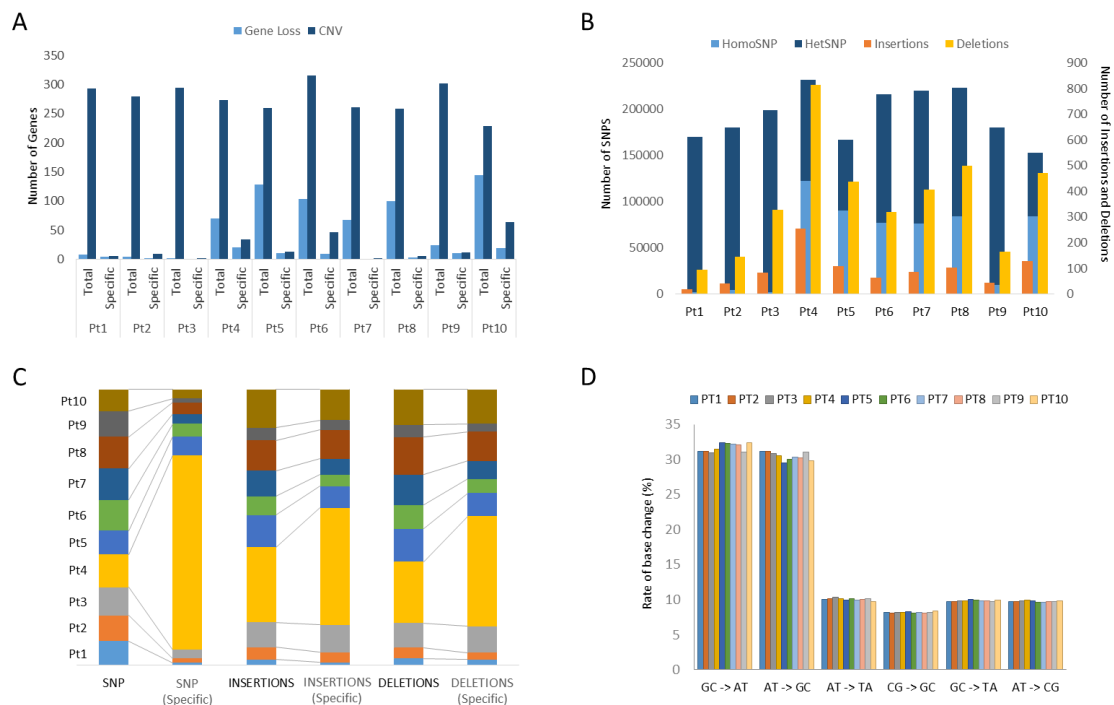 A
Gene Loss CNV
350
300
250
200
150
100
50
0
Number of Genes
Total Specific Total Specific Total Specific Total Specific Total Specific Total Specific Total Specific Total Specific Total Specific Total Specific
Pt1 Pt2 Pt3 Pt4 Pt5 Pt6 Pt7 Pt8 Pt9 Pt10
B
HomoSNP HetSNP Insertions Deletions
250000
200000
150000
100000
50000
0
Number of SNPS
900
800
700
600
500
400
300
200
100
0
Number of Insertions and Deletions
Pt1 Pt2 Pt3 Pt4 Pt5 Pt6 Pt7 Pt8 Pt9 Pt10
C
Pt10
Pt9
Pt8
Pt7
Pt6
Pt5
Pt4
Pt3
Pt2
Pt1
SNP
SNP
(Specific)
INSERTIONS
INSERTIONS
(Specific)
DELETIONS
DELETIONS
(Specific)
D
PT1 PT2 PT3 PT4 PT5 PT6 PT7 PT8 PT9 PT10
35
30
25
20
15
10
5
0
Rate of base change (%)
GC -> AT AT -> GC AT -> TA CG -> GC GC -> TA AT -> CG